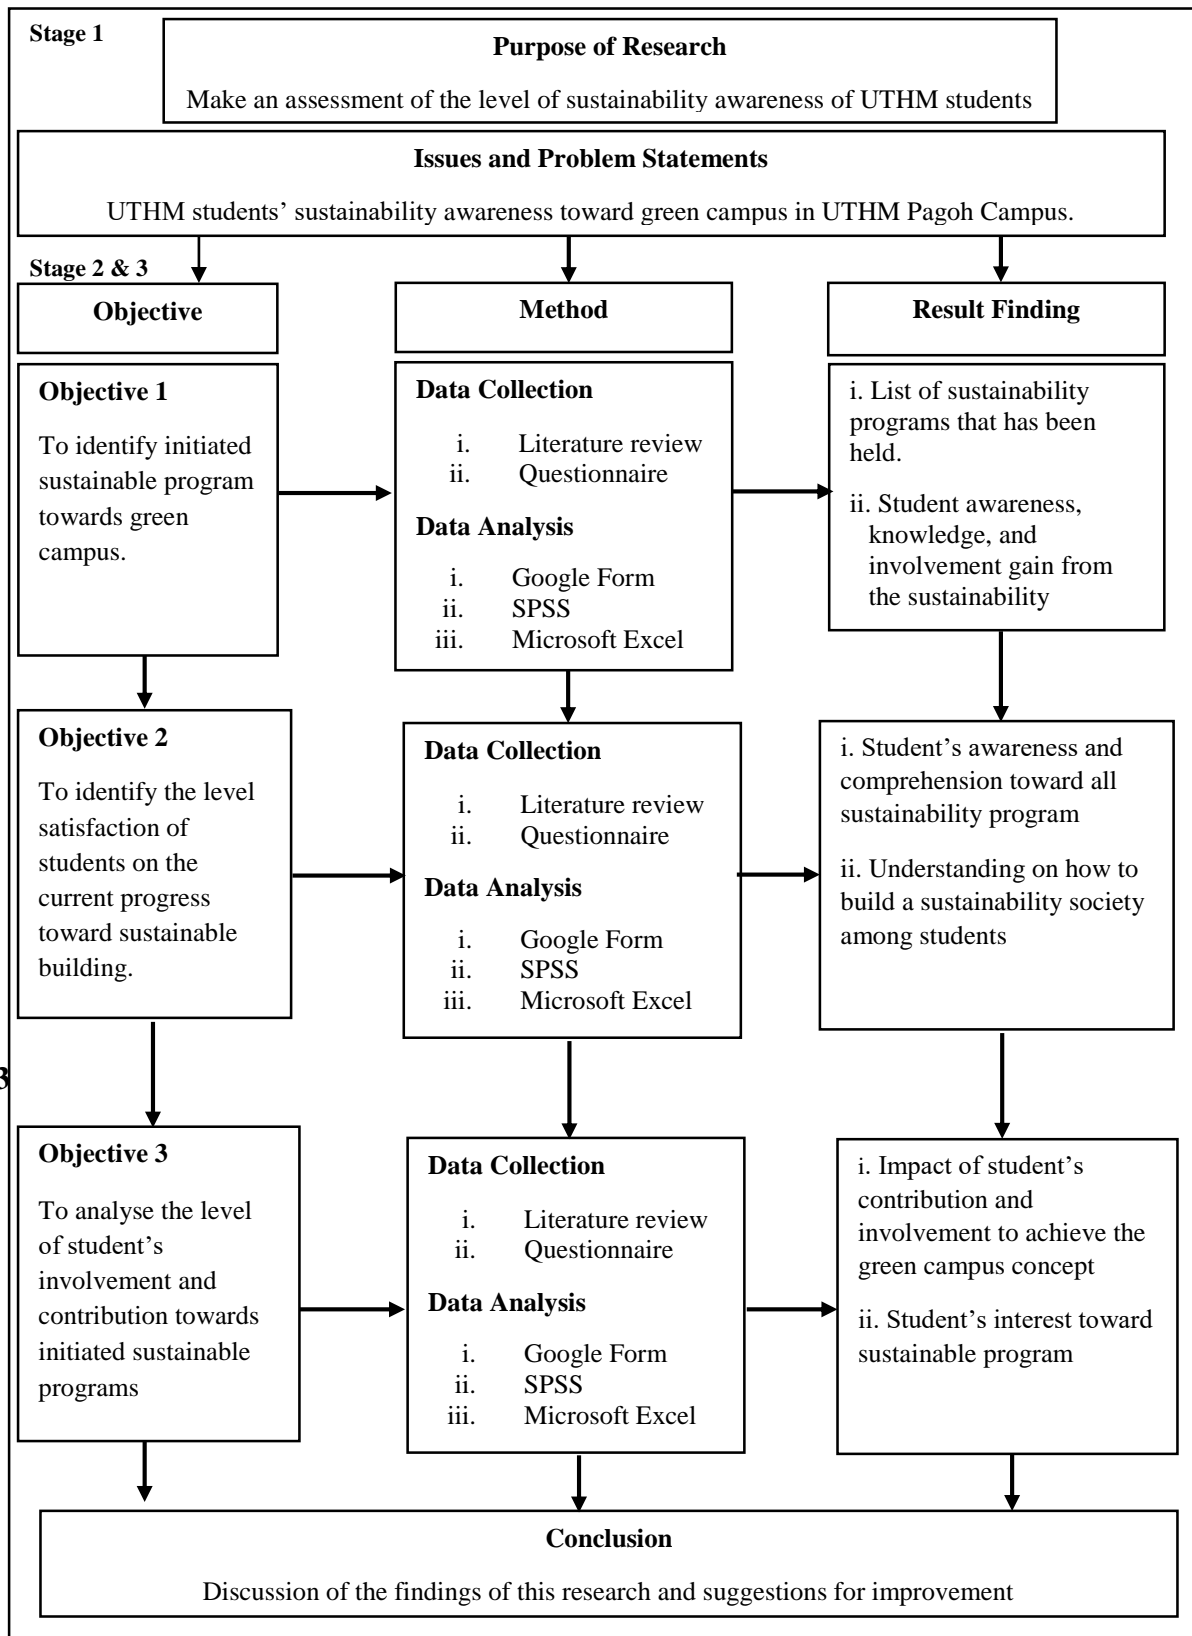 Stage 1
Purpose of Research
Make an assessment of the level of sustainability awareness of UTHM students
Issues and Problem Statements
UTHM students’ sustainability awareness toward green campus in UTHM Pagoh Campus.
Stage 2 & 3
Objective
Method
Result Finding
Objective 1
To identify initiated
sustainable program
towards green
campus.
Data Collection
i. Literature review
ii. Questionnaire
Data Analysis
i. Google Form
ii. SPSS
iii. Microsoft Excel
i. List of sustainability
programs that has been
held.
ii. Student awareness,
knowledge, and
involvement gain from
the sustainability
Objective 2
To identify the level
satisfaction of
students on the
current progress
toward sustainable
building.
Data Collection
i. Literature review
ii. Questionnaire
Data Analysis
i. Google Form
ii. SPSS
iii. Microsoft Excel
i. Student’s awareness and
comprehension toward all
sustainability program
ii. Understanding on how to
build a sustainability society
among students
3
Objective 3
To analyse the level
of student’s
involvement and
contribution towards
initiated sustainable
programs
Data Collection
i. Literature review
ii. Questionnaire
Data Analysis
i. Google Form
ii. SPSS
iii. Microsoft Excel
i. Impact of student’s
contribution and
involvement to achieve the
green campus concept
ii. Student’s interest toward
sustainable program
Conclusion
Discussion of the findings of this research and suggestions for improvement